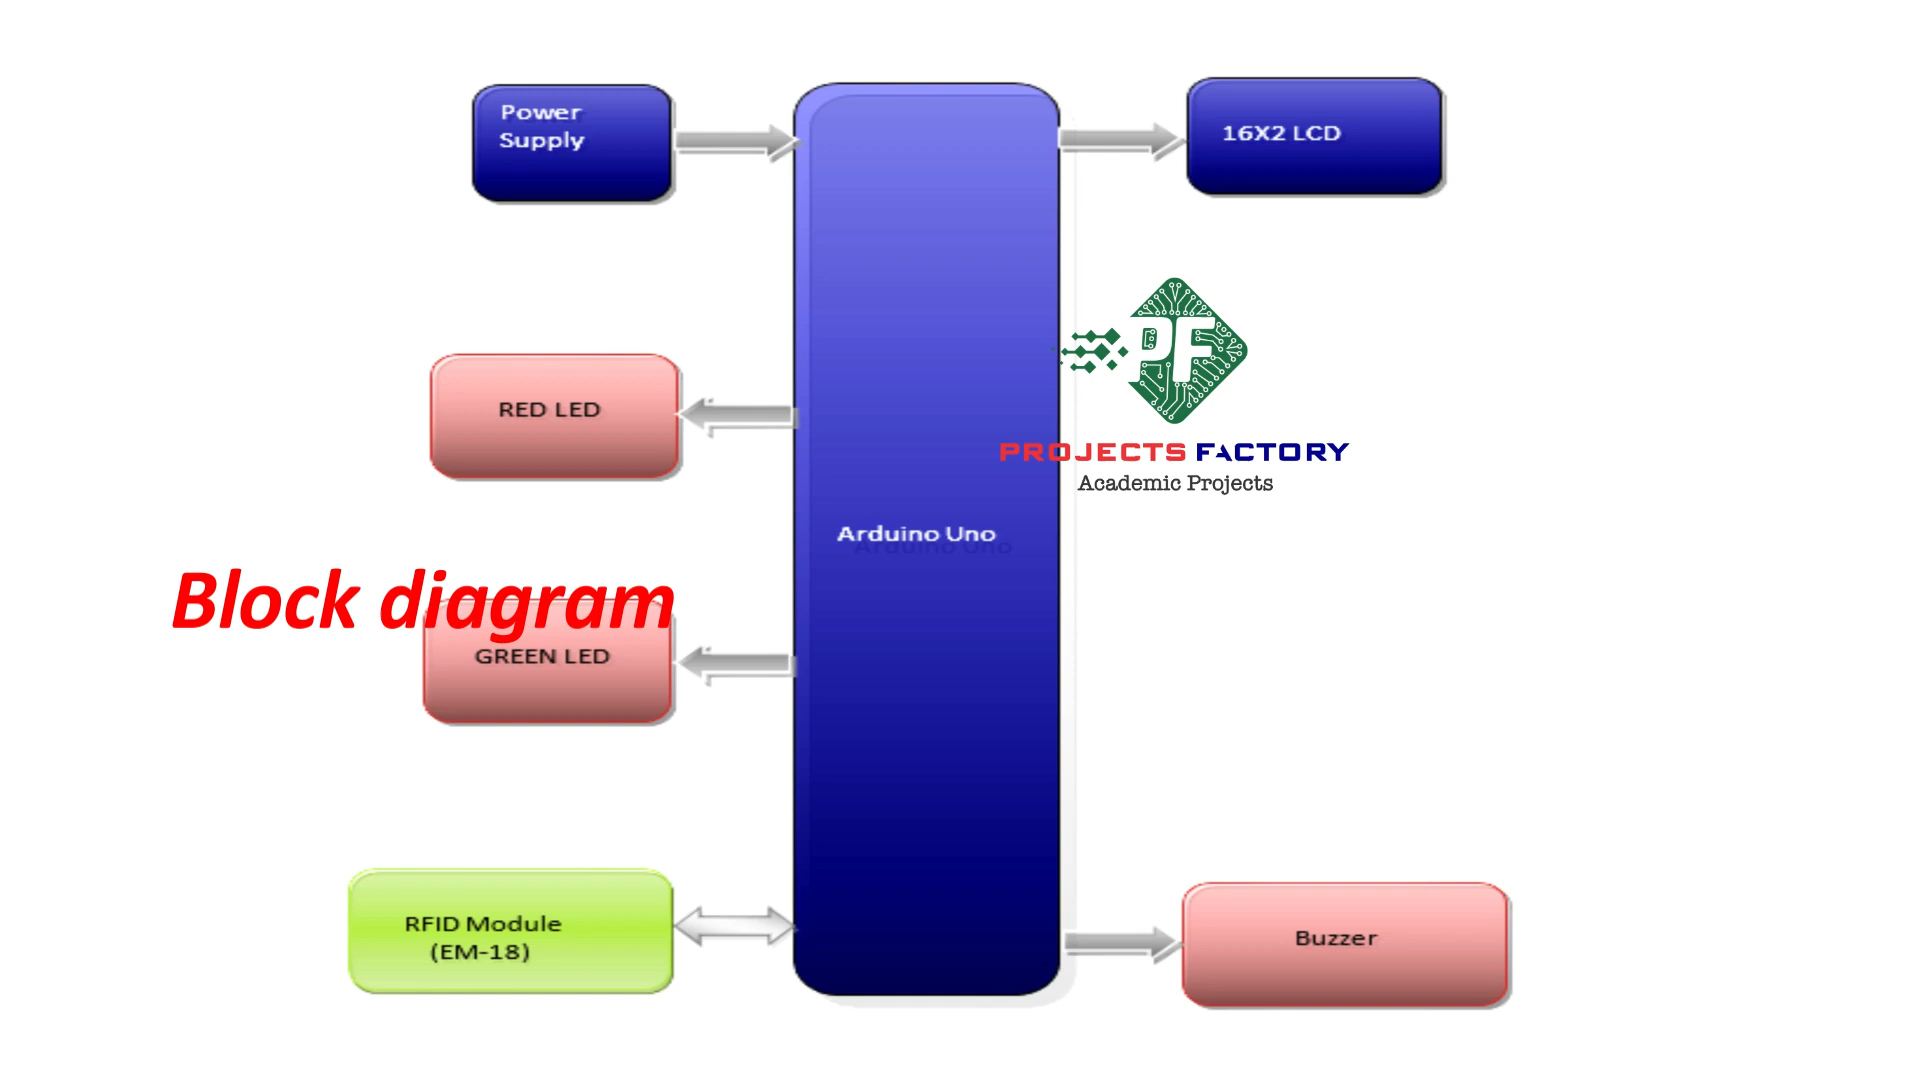 Power
Supply
16X2 LCD
RED LED
PF
PROJECTS FACTORY
Academic Projects
Arduino Uno
Block diagram
GREEN LED
RFID Module
(EM-18)
Buzzer